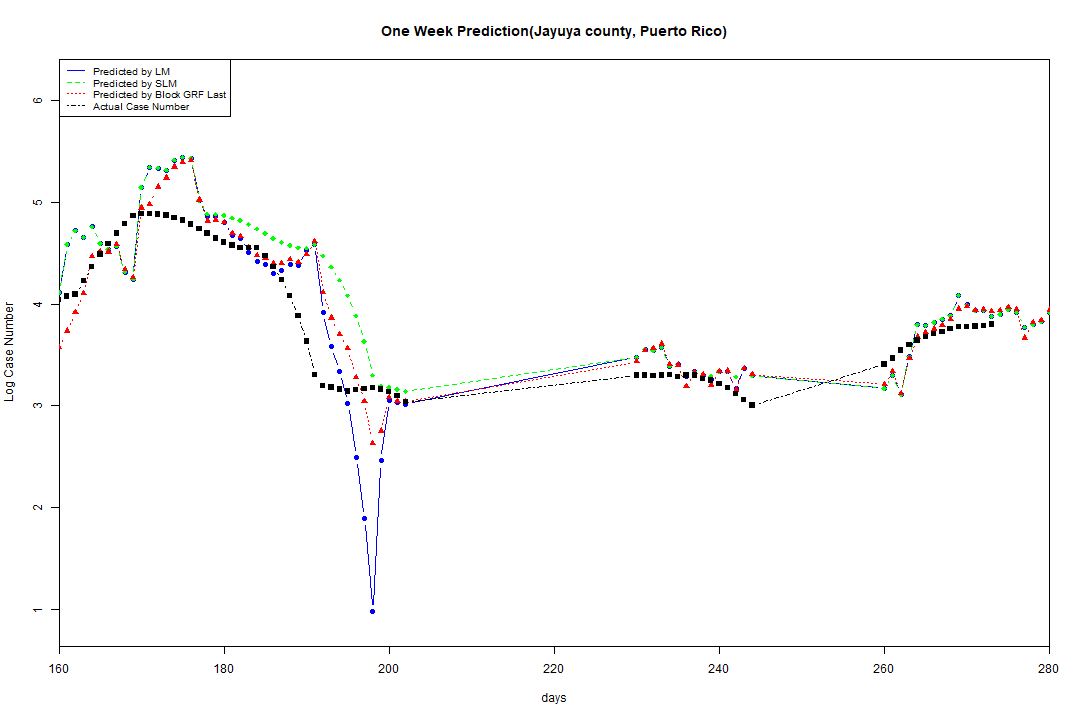 One Week Prediction(Jayuya county, Puerto Rico)
Predicted by LM
Predicted by SLM
Predicted by Block GRF Last
Actual Case Number
Log Case Number
6
5
4
3
2
1
160 180 200 220 240 260 280
days